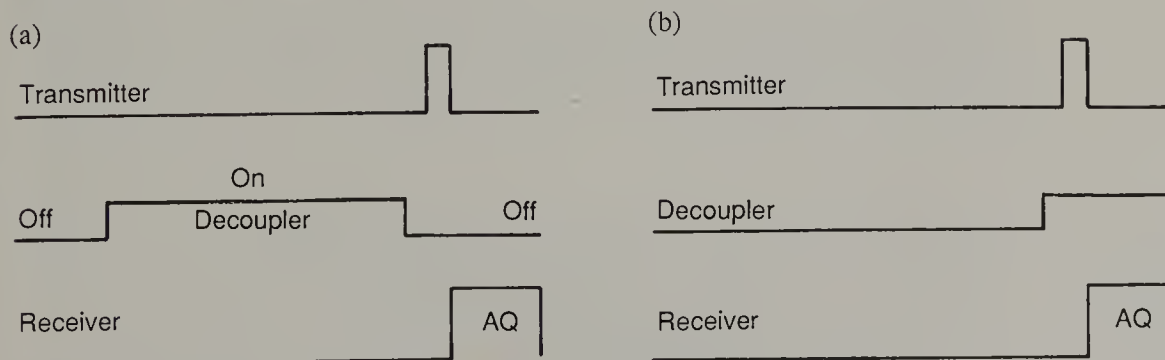 (a)
Transmitter
On
Off
Decoupler
Off
Receiver
AQ
(b)
Transmitter
Decoupler
Receiver
AQ